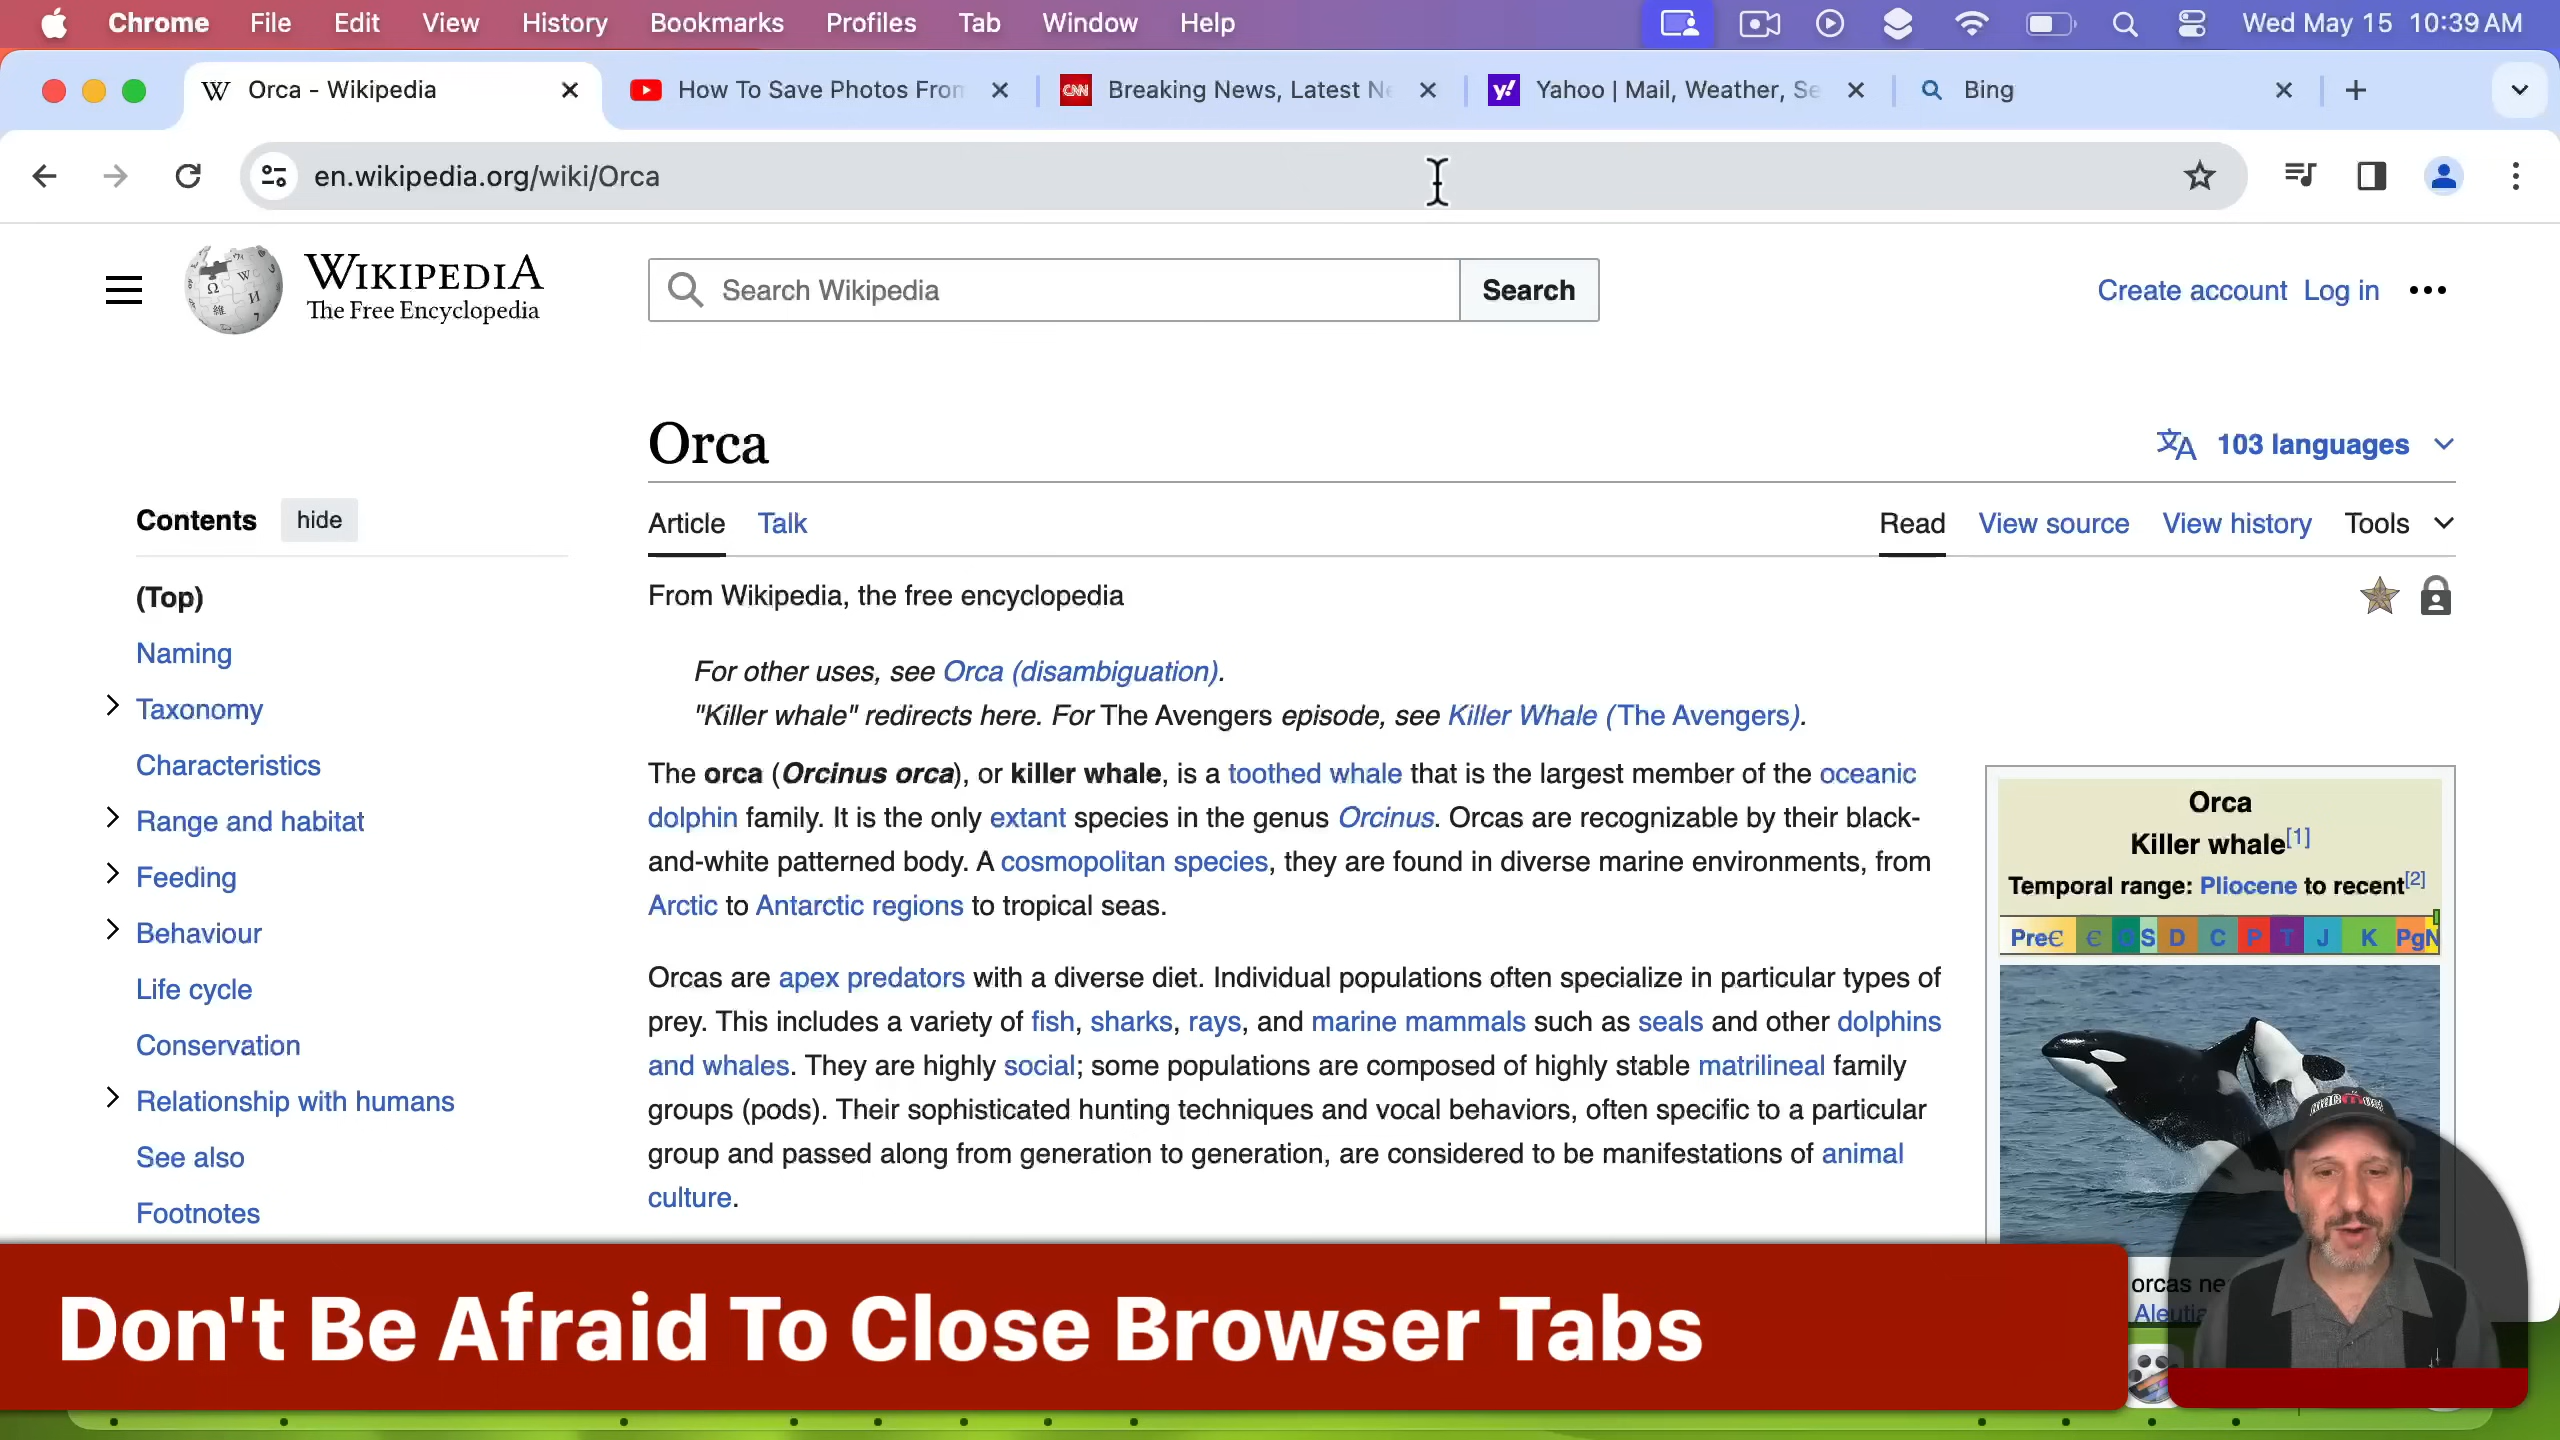 Chrome File Edit View History Bookmarks Profiles Tab Window Help Wed May 15 10:39 AM
Orca - Wikipedia How To Save Photos From CNN Breaking News, Latest Ne Yahoo | Mail, Weather, Se Bing
en.wikipedia.org/wiki/Orca
WIKIPEDIA
The Free Encyclopedia
Search Wikipedia Search
Create account Log in
Orca
103 languages
Contents hide
Article Talk Read View source View history Tools
(Top)
Naming
Taxonomy
Characteristics
Range and habitat
Feeding
Behaviour
Life cycle
Conservation
Relationship with humans
See also
Footnotes
From Wikipedia, the free encyclopedia
For other uses, see Orca (disambiguation).
"Killer whale" redirects here. For The Avengers episode, see Killer Whale (The Avengers).
The orca (Orcinus orca), or killer whale, is a toothed whale that is the largest member of the oceanic
dolphin family. It is the only extant species in the genus Orcinus. Orcas are recognizable by their black-
and-white patterned body. A cosmopolitan species, they are found in diverse marine environments, from
Arctic to Antarctic regions to tropical seas.
Orcas are apex predators with a diverse diet. Individual populations often specialize in particular types of
prey. This includes a variety of fish, sharks, rays, and marine mammals such as seals and other dolphins
and whales. They are highly social; some populations are composed of highly stable matrilineal family
groups (pods). Their sophisticated hunting techniques and vocal behaviors, often specific to a particular
group and passed along from generation to generation, are considered to be manifestations of animal
culture.
Orca
Killer whale[1]
Temporal range: Pliocene to recent[2]
PreЄ Є O S D C P T J K Pg N
orcas ne
Aleutia
Don't Be Afraid To Close Browser Tabs